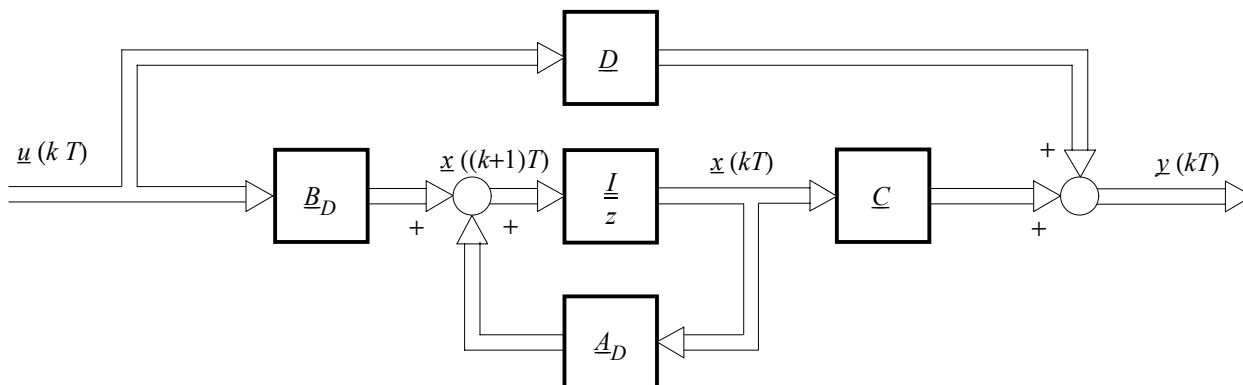 D
u (k T)
B_D
x ((k+1)T)
I
z
x (kT)
C
y (kT)
+
+
+
+
A_D